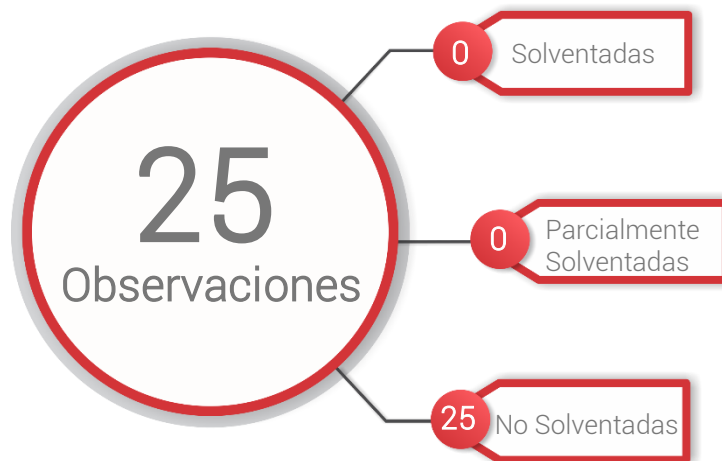 25
Observaciones
0
Solventadas
0
Parcialmente
Solventadas
25
No Solventadas